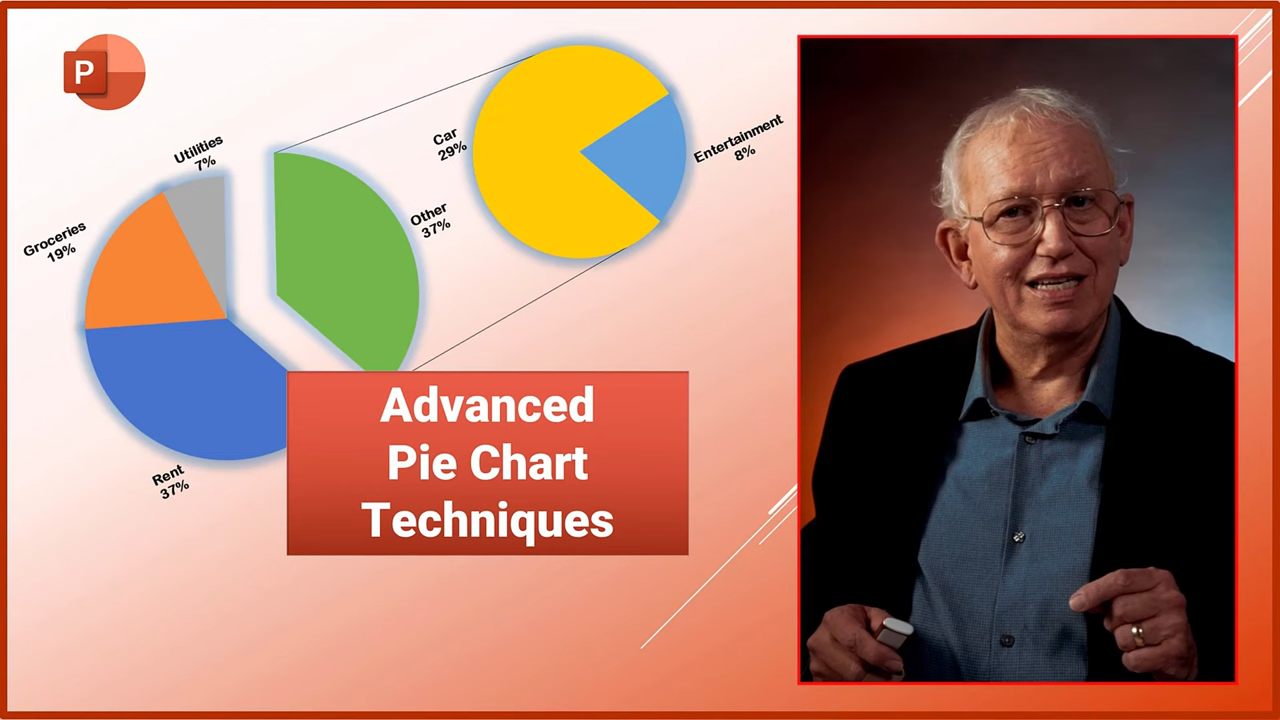 P
Utilities
7%
Groceries
19%
Rent
37%
Other
37%
Car
29%
Entertainment
8%
Advanced
Pie Chart
Techniques